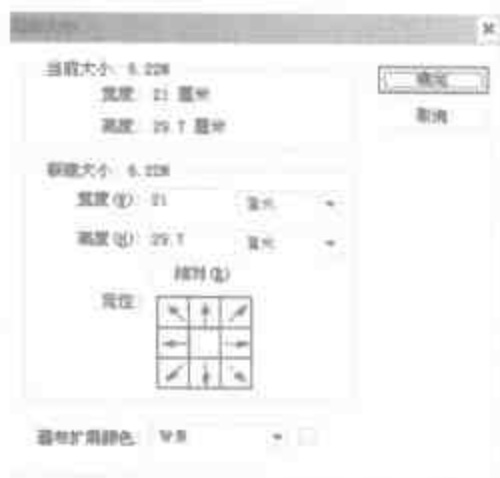 当前大小: 6.22M
宽度: 21 厘米
高度: 29.7 厘米
确定
取消
新建大小: 6.22M
宽度(W): 21 厘米
高度(H): 29.7 厘米
相对(R)
定位:
画布扩展颜色: